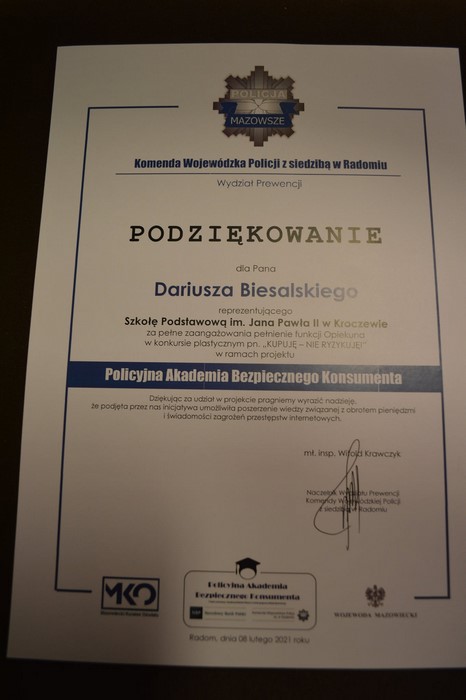 POLICJA
MAZOWSZE
Komenda Wojewódzka Policji z siedzibą w Radomiu
Wydział Prewencji
PODZIĘKOWANIE
dla Pana
Dariusza Biesalskiego
reprezentującego
Szkołę Podstawową im. Jana Pawła II w Kroczewie
za pełne zaangażowania pełnienie funkcji Opiekuna
w konkursie plastycznym pn. „KUPUJĘ – NIE RYZYKUJĘ!"
w ramach projektu
Policyjna Akademia Bezpiecznego Konsumenta
Dziękując za udział w projekcie pragniemy wyrazić nadzieję,
że podjęta przez nas inicjatywa umożliwiła poszerzenie wiedzy związanej z obrotem pieniędzmi
i świadomości zagrożeń przestępstw internetowych.
mł. insp. Witold Krawczyk
Naczelnik Wydziału Prewencji
Komendy Wojewódzkiej Policji
z siedzibą w Radomiu
MKO
Policyjna Akademia
Bezpiecznego Konsumenta
Narodowy Bank Polski
WOJEWODA MAZOWIECKI
Radom, dnia 08 lutego 2021 roku